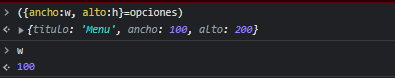 ({ancho:w, alto:h}=opciones)
{titulo: 'Menu', ancho: 100, alto: 200}
w
100